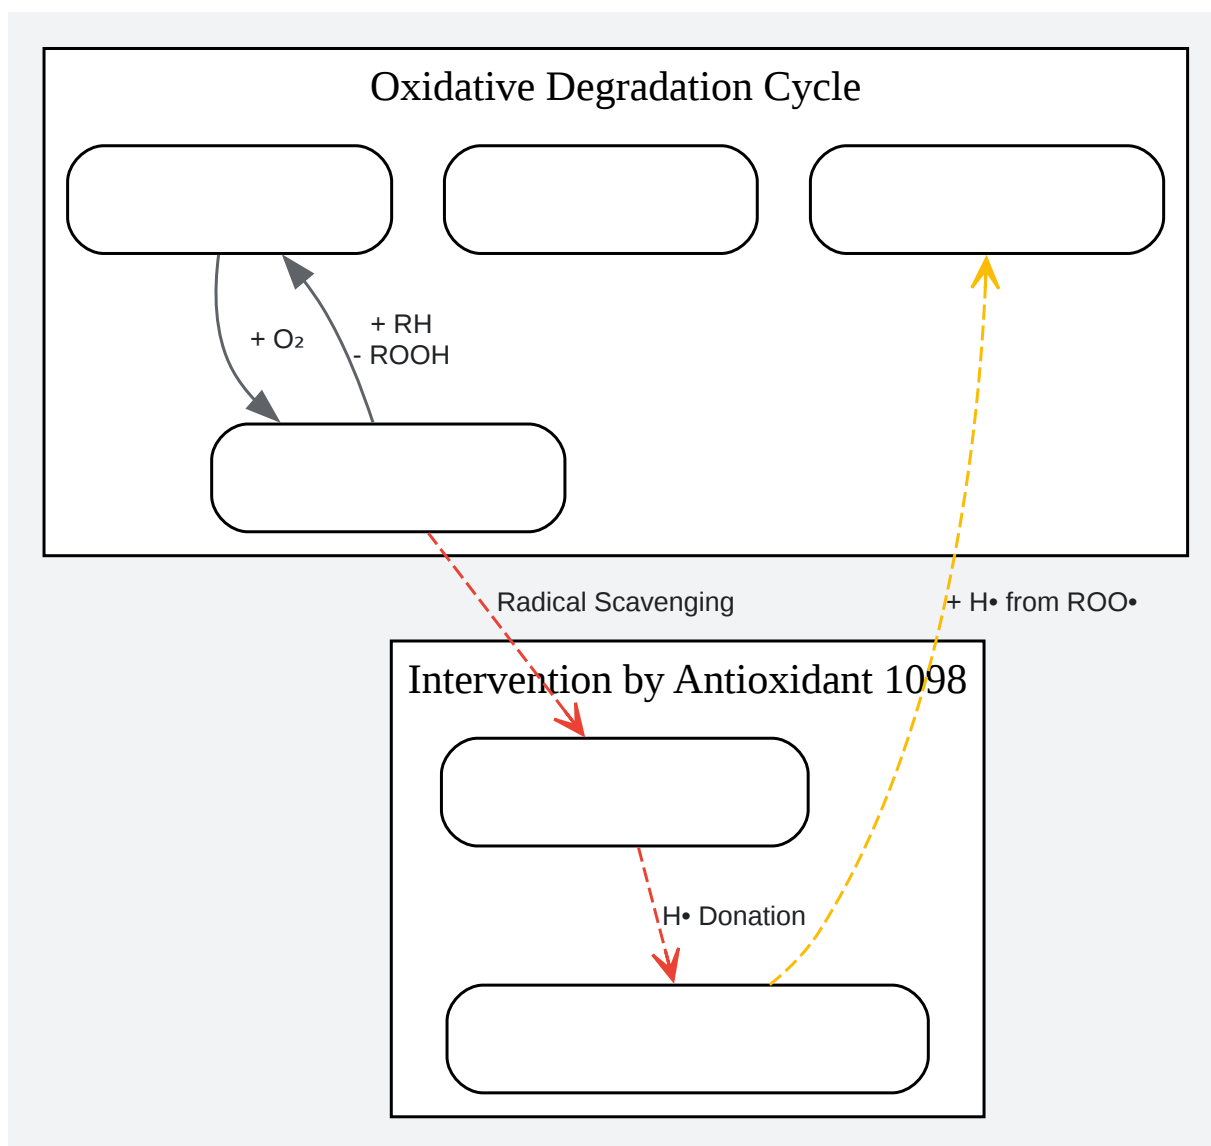 Oxidative Degradation Cycle
+ O₂
+ RH
- ROOH
Radical Scavenging
+ H• from ROO•
Intervention by Antioxidant 1098
H• Donation